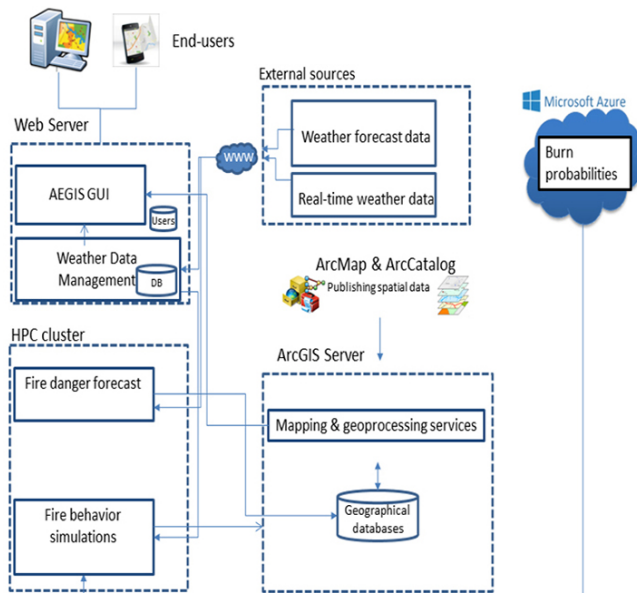 End-users
External sources
Web Server
Weather forecast data
www
Real-time weather data
Microsoft Azure
Burn
probabilities
AEGIS GUI
Users
Weather Data
Management
DB
ArcMap & ArcCatalog
Publishing spatial data
HPC cluster
ArcGIS Server
Fire danger forecast
Mapping & geoprocessing services
Fire behavior
simulations
Geographical
databases